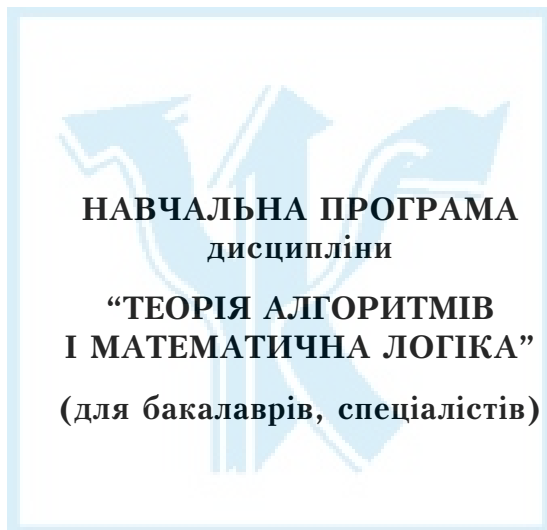 НАВЧАЛЬНА ПРОГРАМА
дисципліни
“ТЕОРІЯ АЛГОРИТМІВ
І МАТЕМАТИЧНА ЛОГІКА”
(для бакалаврів, спеціалістів)